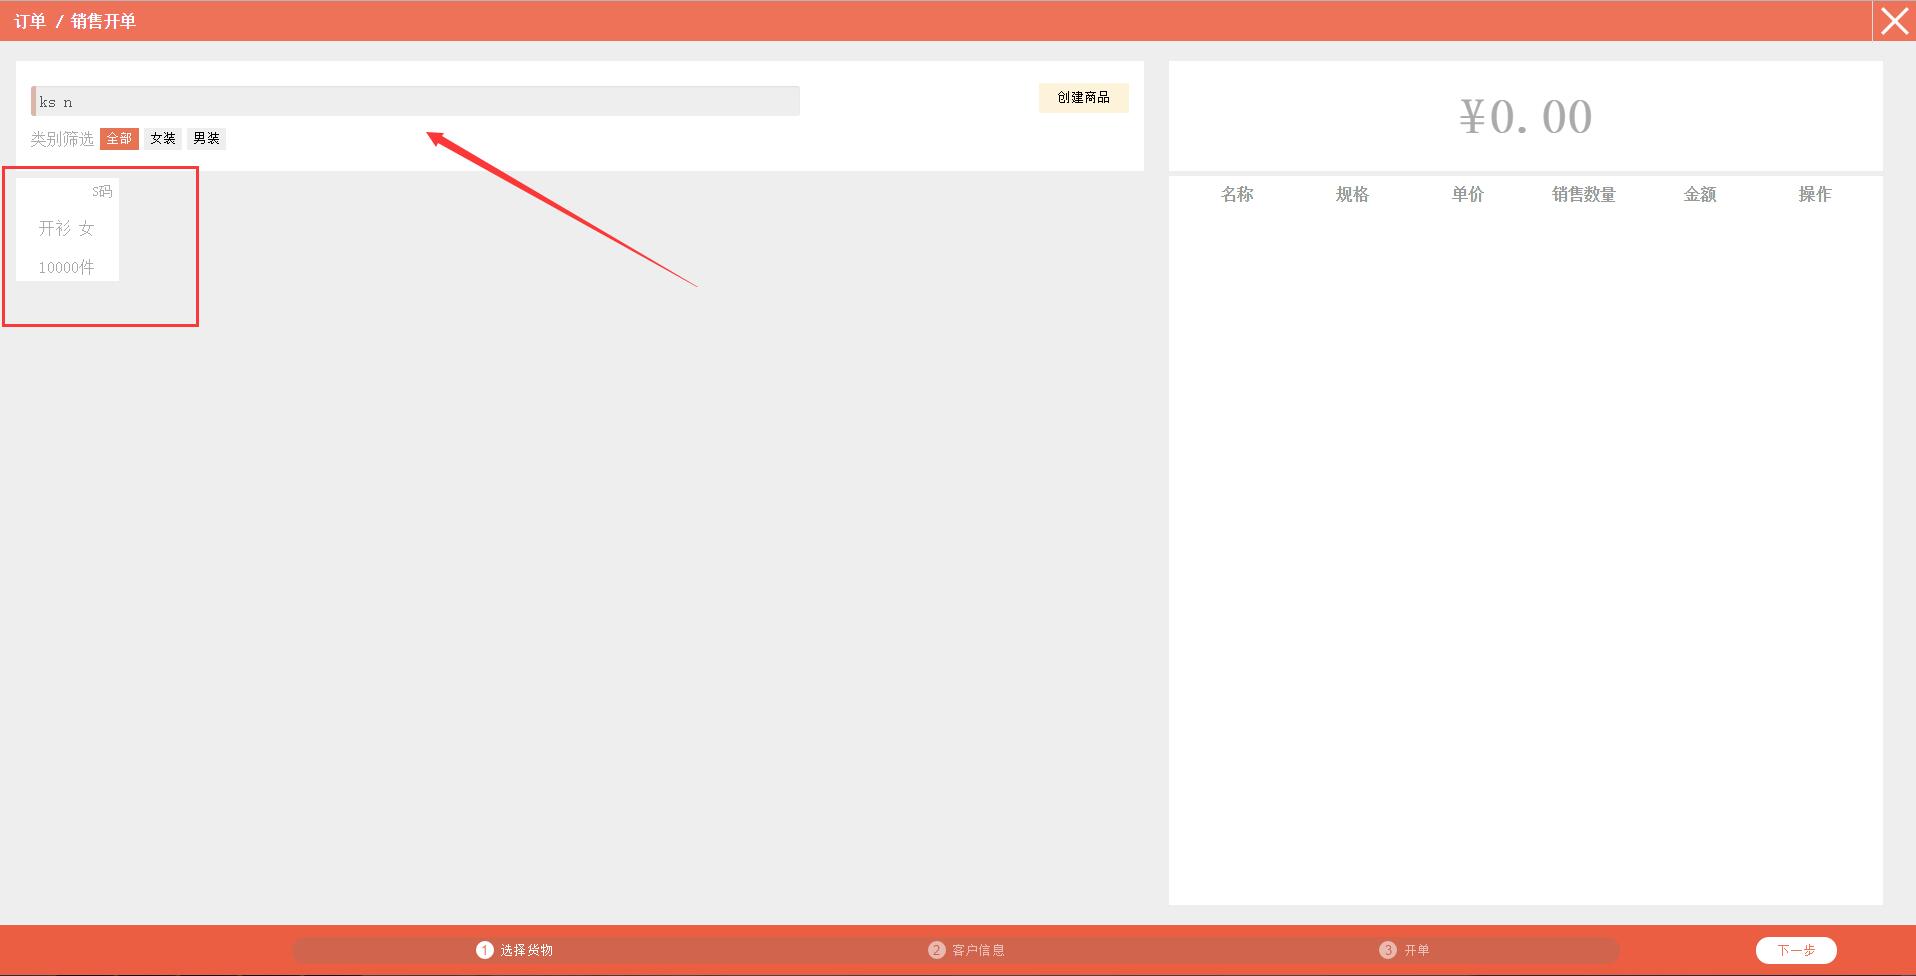 订单 / 销售开单
ks n
创建商品
类别筛选 全部 女装 男装
S码
开衫 女
10000件
¥0.00
名称 规格 单价 销售数量 金额 操作
1 选择货物 2 客户信息 3 开单 下一步